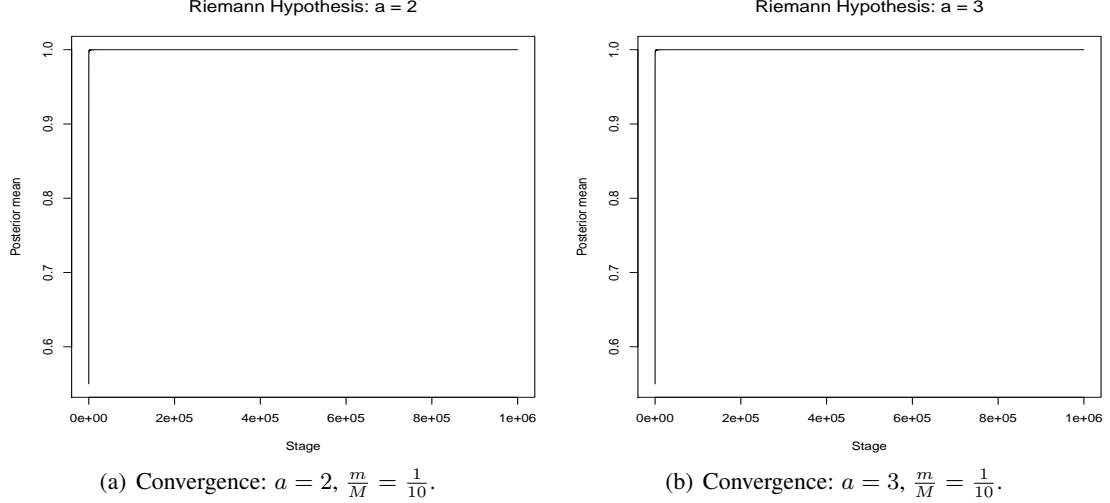 Riemann Hypothesis: a = 2
Posterior mean
1.0
0.9
0.8
0.7
0.6
0e+00 2e+05 4e+05 6e+05 8e+05 1e+06
Stage
(a) Convergence: a = 2, m/M = 1/10.
Riemann Hypothesis: a = 3
Posterior mean
1.0
0.9
0.8
0.7
0.6
0e+00 2e+05 4e+05 6e+05 8e+05 1e+06
Stage
(b) Convergence: a = 3, m/M = 1/10.